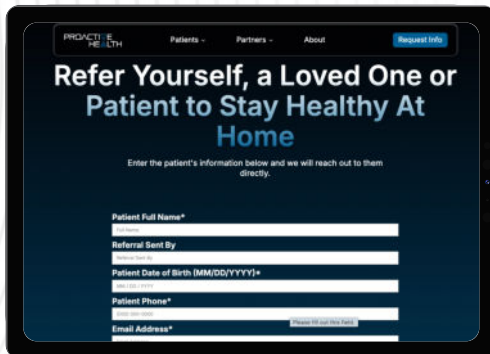 PROACTIVE
HEALTH
Patients
Partners
About
Request Info
Refer Yourself, a Loved One or
Patient to Stay Healthy At
Home
Enter the patient's information below and we will reach out to them
directly.
Patient Full Name*
Full Name
Referral Sent By
Referral Sent By
Patient Date of Birth (MM/DD/YYYY)*
MM / DD / YYYY
Patient Phone*
Please fill out this field.
Email Address*